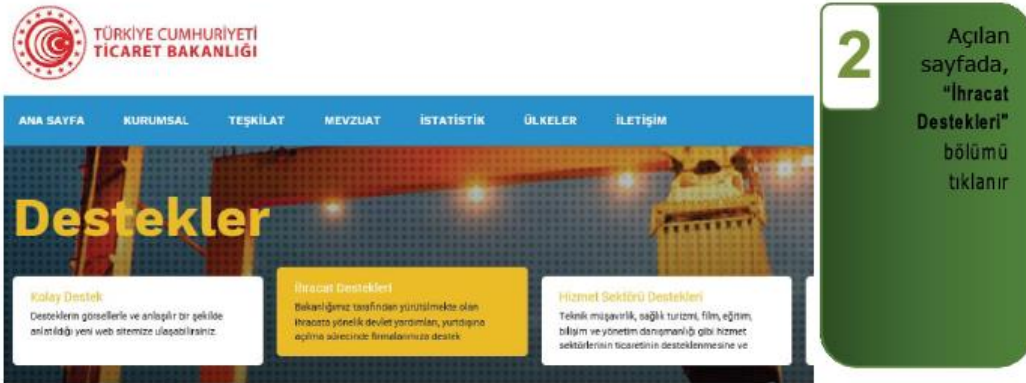 TÜRKİYE CUMHURİYETİ
TİCARET BAKANLIĞI
ANA SAYFA KURUMSAL TEŞKİLAT MEVZUAT İSTATİSTİK ÜLKELER İLETİŞİM
Destekler
Kolay Destek
Desteklerin görsellerle ve anlaşılır bir şekilde
anlatıldığı yeni web sitemize ulaşabilirsiniz.
İhracat Destekleri
Bakanlığımız tarafından yürütülmekte olan
ihracata yönelik devlet yardımları, yurtdışına
açılma sürecinde firmalarımıza destek
Hizmet Sektörü Destekleri
Teknik müşavirlik, sağlık turizmi, film, eğitim,
bilişim ve yönetim danışmanlığı gibi hizmet
sektörlerinin ticaretinin desteklenmesine ve
2
Açılan
sayfada,
“İhracat
Destekleri”
bölümü
tıklanır